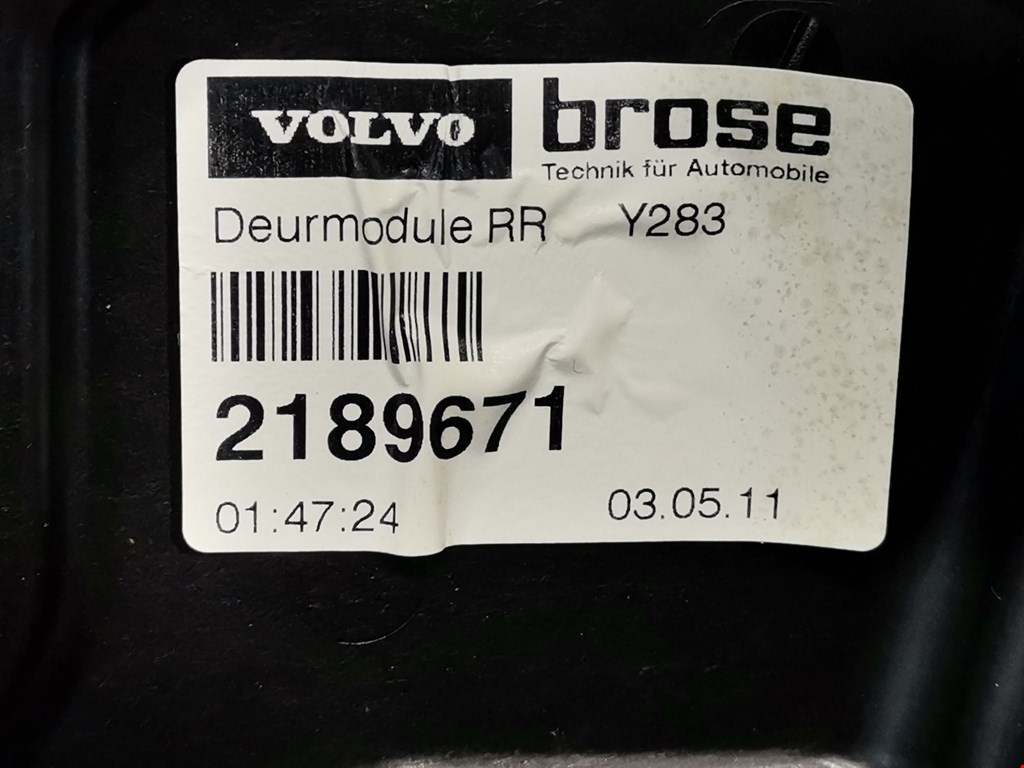 VOLVO brose
Technik für Automobile
Deurmodule RR Y283
2189671
01:47:24 03.05.11